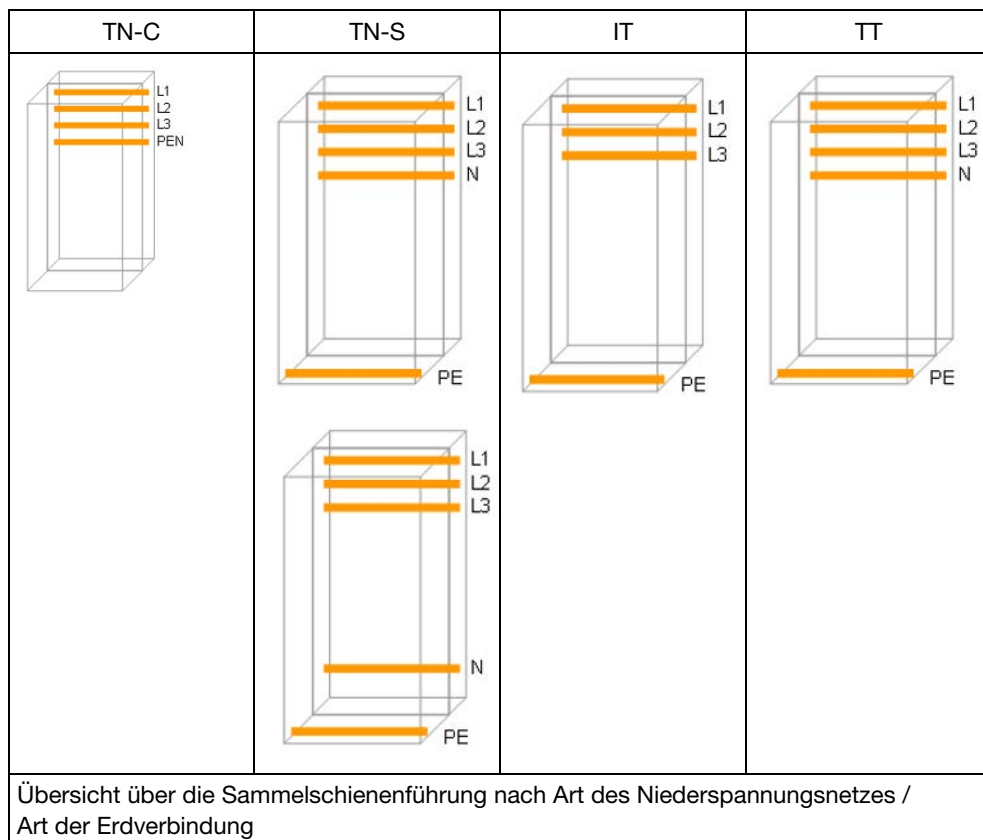 TN-C
TN-S
IT
TT
L1
L2
L3
PEN
L1
L2
L3
N
PE
L1
L2
L3
N
PE
L1
L2
L3
PE
L1
L2
L3
N
PE
Übersicht über die Sammelschienenführung nach Art des Niederspannungsnetzes /
Art der Erdverbindung